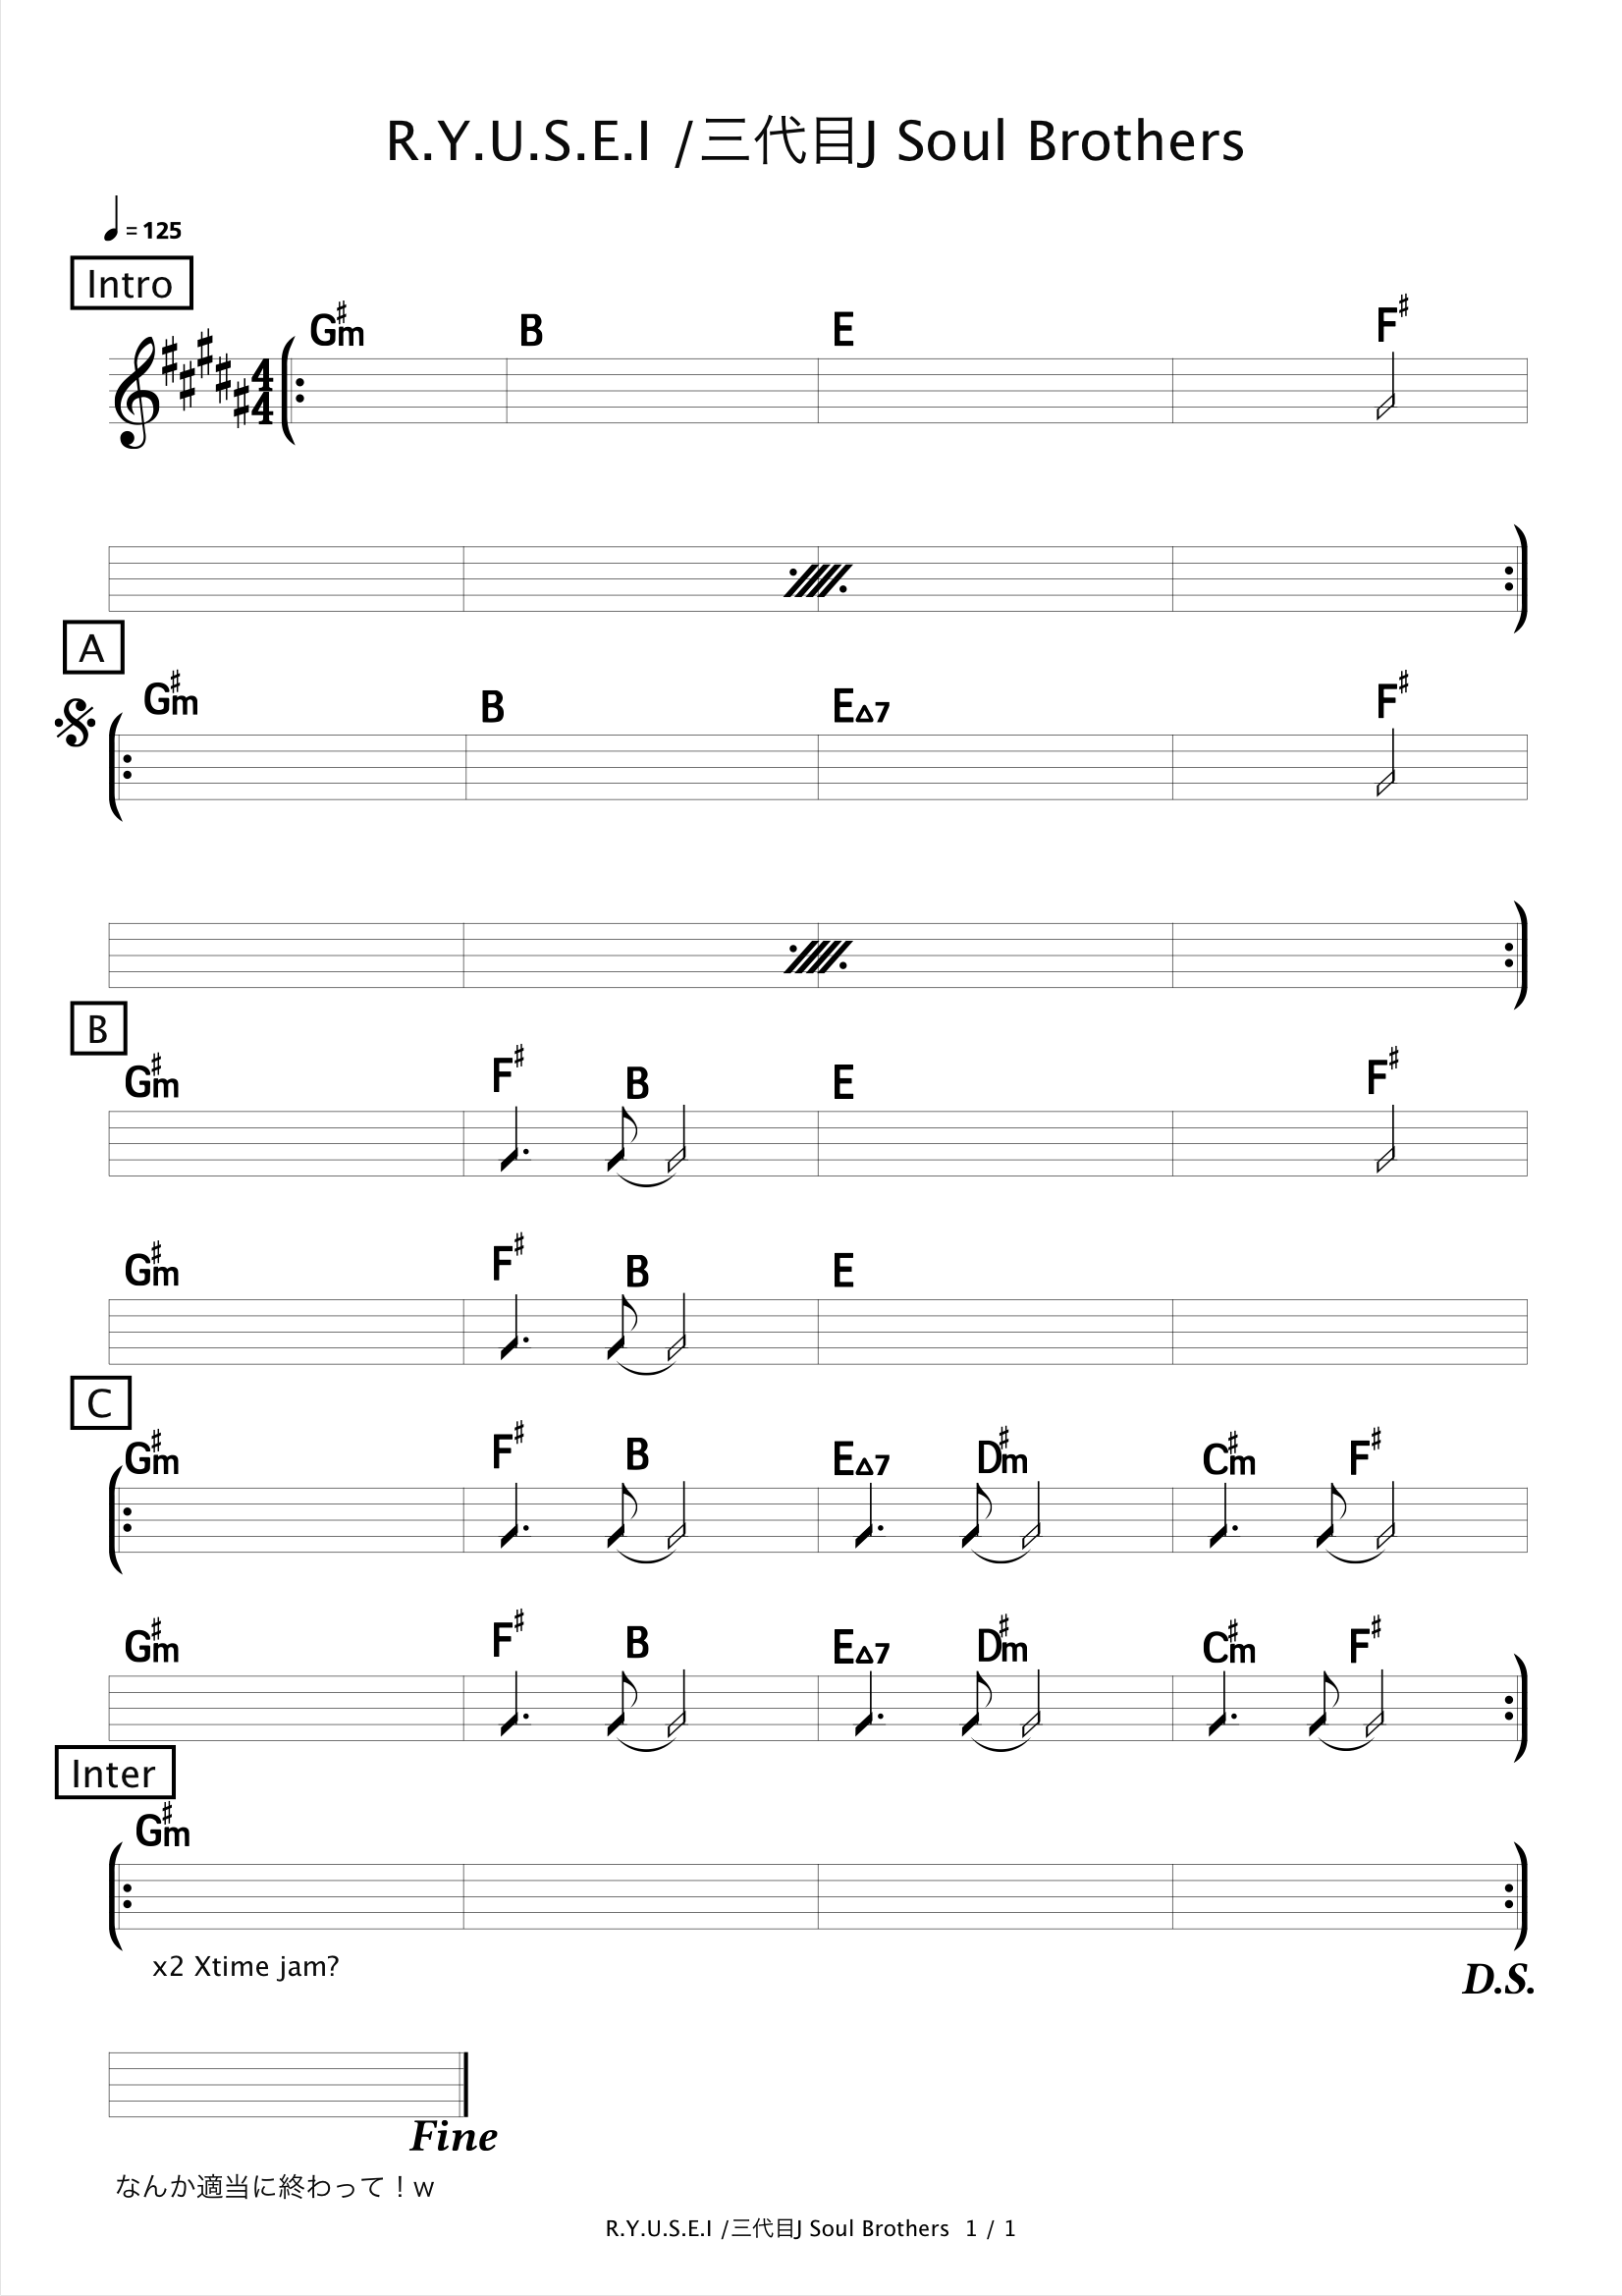 R.Y.U.S.E.I /三代目J Soul Brothers
= 125
Intro
G♯m B E F♯
A
G♯m B E△7 F♯
B
G♯m F♯ B E F♯
G♯m F♯ B E
C
G♯m F♯ B E△7 D♯m C♯m F♯
G♯m F♯ B E△7 D♯m C♯m F♯
Inter
G♯m
x2 Xtime jam?
D.S.
Fine
なんか適当に終わって！w
R.Y.U.S.E.I /三代目J Soul Brothers 1 / 1